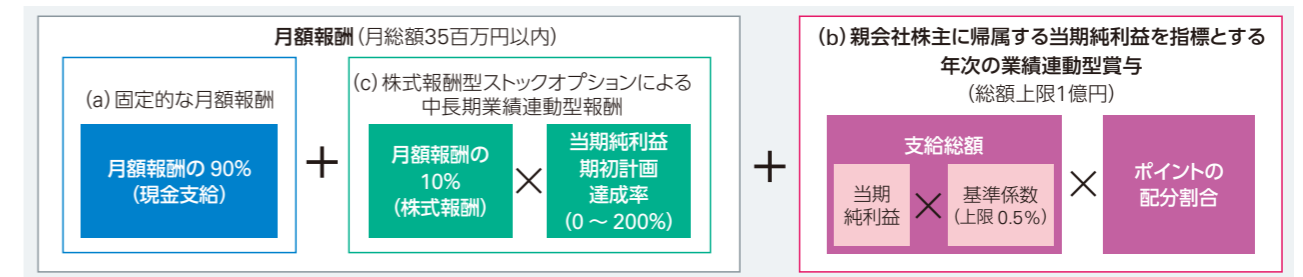 月額報酬(月総額35百万円以内)
(a)固定的な月額報酬
月額報酬の 90%
(現金支給)
+
(c)株式報酬型ストックオプションによる
中長期業績連動型報酬
月額報酬の
10%
(株式報酬)
×
当期純利益
期初計画
達成率
(0 ~ 200%)
+
(b)親会社株主に帰属する当期純利益を指標とする
年次の業績連動型賞与
(総額上限1億円)
支給総額
当期
純利益
×
基準係数
(上限 0.5%)
×
ポイントの
配分割合